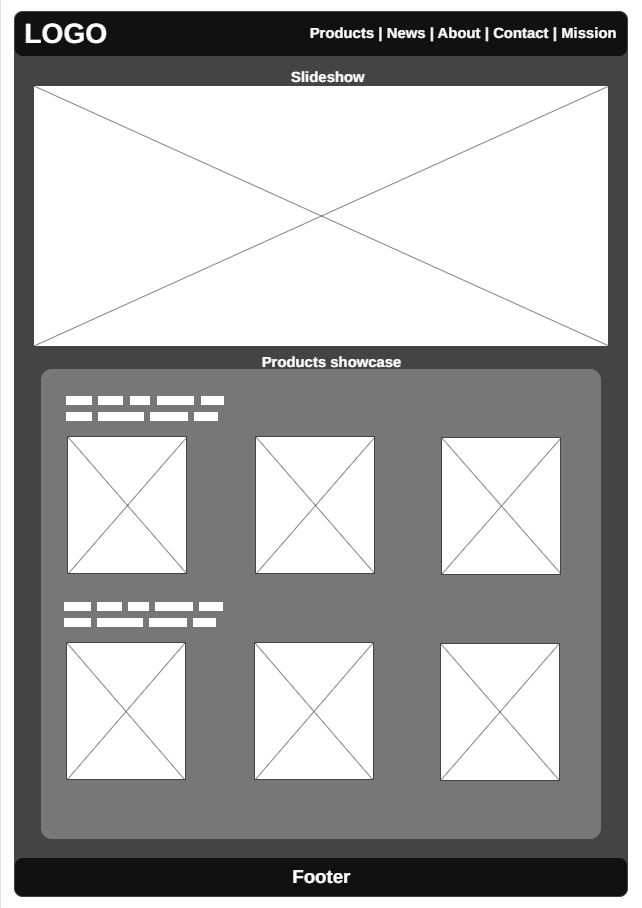 LOGO
Products | News | About | Contact | Mission
Slideshow
Products showcase
Footer